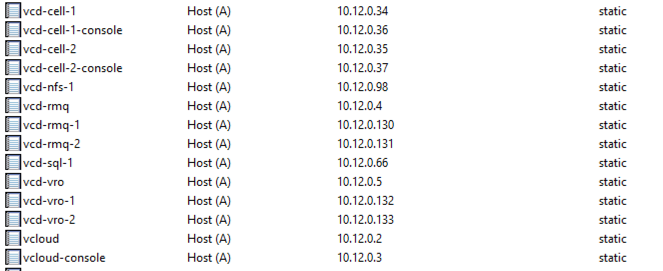 vcd-cell-1 Host (A) 10.12.0.34 static
vcd-cell-1-console Host (A) 10.12.0.36 static
vcd-cell-2 Host (A) 10.12.0.35 static
vcd-cell-2-console Host (A) 10.12.0.37 static
vcd-nfs-1 Host (A) 10.12.0.98 static
vcd-rmq Host (A) 10.12.0.4 static
vcd-rmq-1 Host (A) 10.12.0.130 static
vcd-rmq-2 Host (A) 10.12.0.131 static
vcd-sql-1 Host (A) 10.12.0.66 static
vcd-vro Host (A) 10.12.0.5 static
vcd-vro-1 Host (A) 10.12.0.132 static
vcd-vro-2 Host (A) 10.12.0.133 static
vcloud Host (A) 10.12.0.2 static
vcloud-console Host (A) 10.12.0.3 static